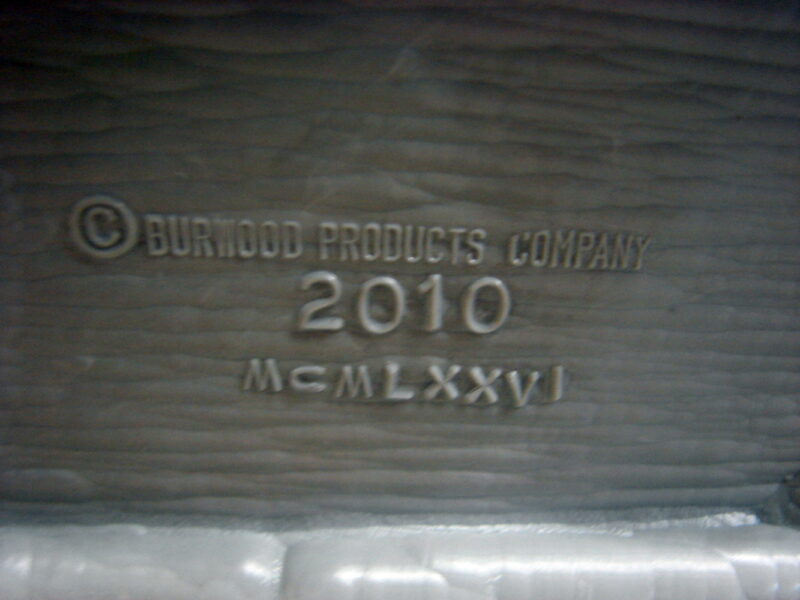 © BURWOOD PRODUCTS COMPANY
2010
MCMLXXVI